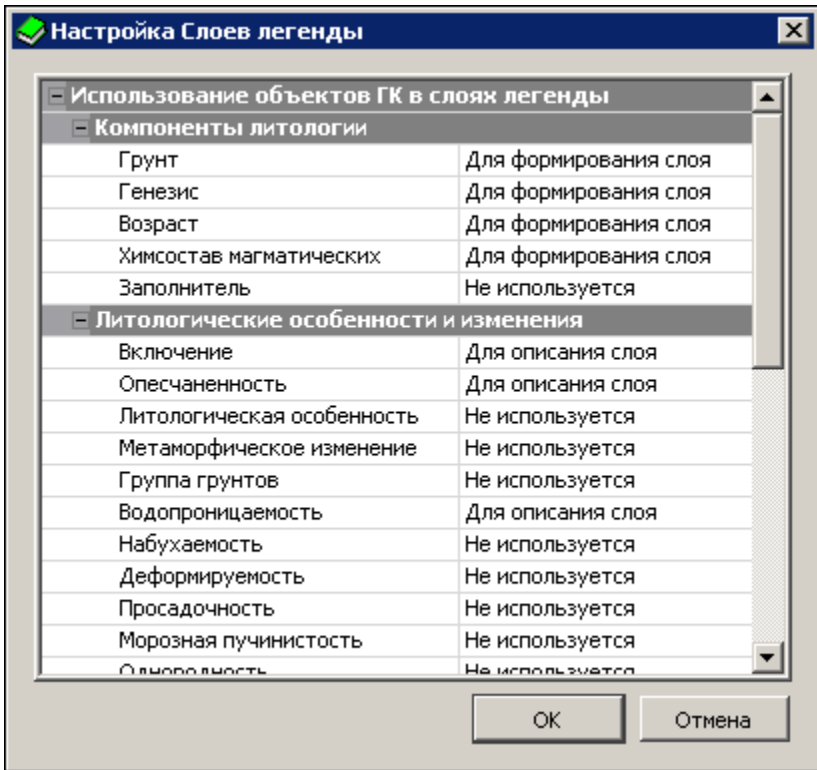 Настройка Слоев легенды
Использование объектов ГК в слоях легенды
Компоненты литологии
Грунт Для формирования слоя
Генезис Для формирования слоя
Возраст Для формирования слоя
Химсостав магматических Для формирования слоя
Заполнитель Не используется
Литологические особенности и изменения
Включение Для описания слоя
Опесчаненность Для описания слоя
Литологическая особенность Не используется
Метаморфическое изменение Не используется
Группа грунтов Не используется
Водопроницаемость Для описания слоя
Набухаемость Не используется
Деформируемость Не используется
Просадочность Не используется
Морозная пучинистость Не используется
Однородность Не используется
OK Отмена